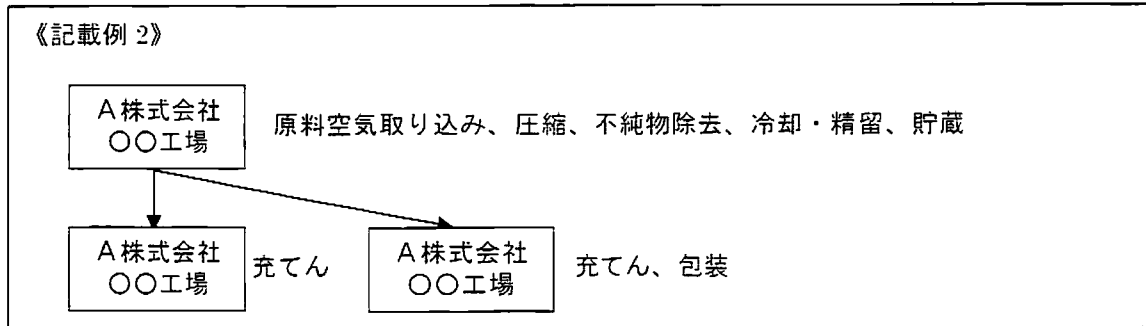 《記載例 2》
A株式会社
○○工場
原料空気取り込み、圧縮、不純物除去、冷却・精留、貯蔵
A株式会社
○○工場
充てん
A株式会社
○○工場
充てん、包装